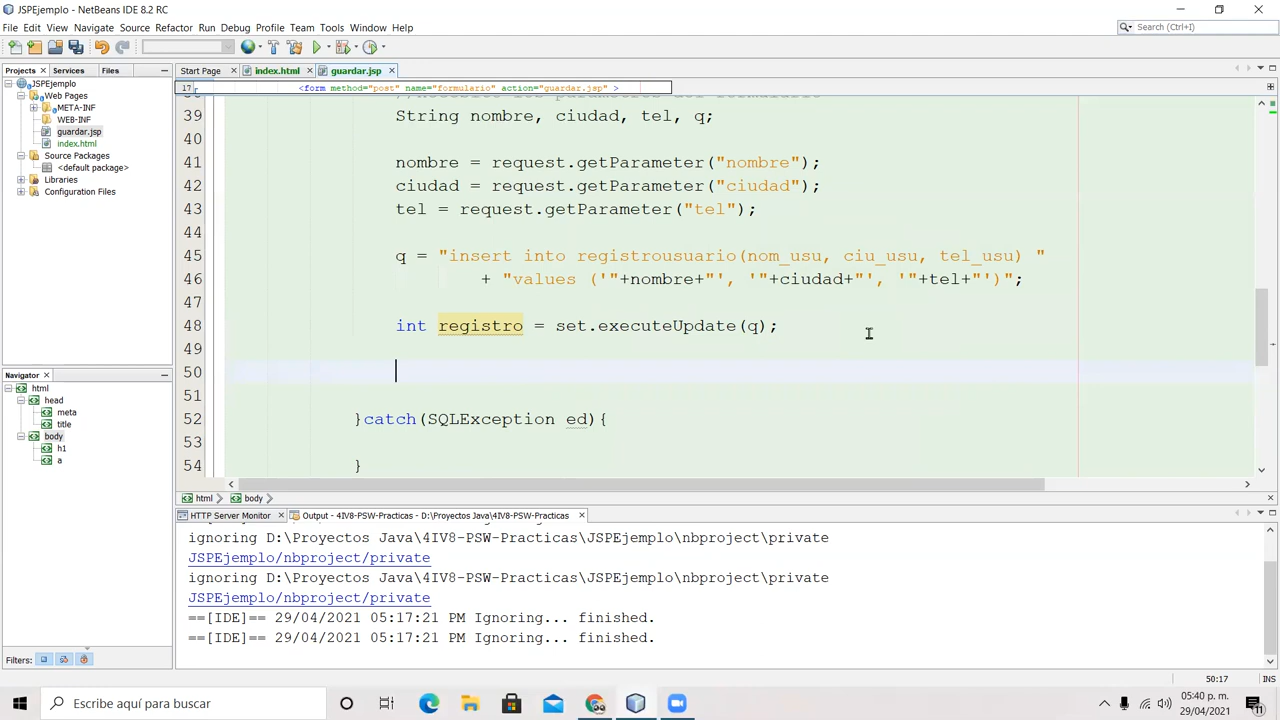 JSPEjemplo - NetBeans IDE 8.2 RC
File Edit View Navigate Source Refactor Run Debug Profile Team Tools Window Help
Search (Ctrl+I)
Projects Services Files
Start Page index.html guardar.jsp
17 <form method="post" name="formulario" action="guardar.jsp" >
JSPEjemplo
Web Pages
META-INF
WEB-INF
guardar.jsp
index.html
Source Packages
<default package>
Libraries
Configuration Files
39 String nombre, ciudad, tel, q;
40
41 nombre = request.getParameter("nombre");
42 ciudad = request.getParameter("ciudad");
43 tel = request.getParameter("tel");
45 q = "insert into registrousuario(nom_usu, ciu_usu, tel_usu) "
46 + "values ('"+nombre+"', '"+ciudad+"', '"+tel+"')";
47
48 int registro = set.executeUpdate(q);
49
50
51
52 }catch(SQLException ed){
53
54 }
Navigator
html
head
meta
title
body
h1
a
Filters:
html body
HTTP Server Monitor Output - 4IV8-PSW-Practicas - D:\Proyectos Java\4IV8-PSW-Practicas
ignoring D:\Proyectos Java\4IV8-PSW-Practicas\JSPEjemplo\nbproject\private
JSPEjemplo/nbproject/private
ignoring D:\Proyectos Java\4IV8-PSW-Practicas\JSPEjemplo\nbproject\private
JSPEjemplo/nbproject/private
==[IDE]== 29/04/2021 05:17:21 PM Ignoring... finished.
==[IDE]== 29/04/2021 05:17:21 PM Ignoring... finished.
50:17 INS
Escribe aquí para buscar
05:40 p. m.
29/04/2021
11